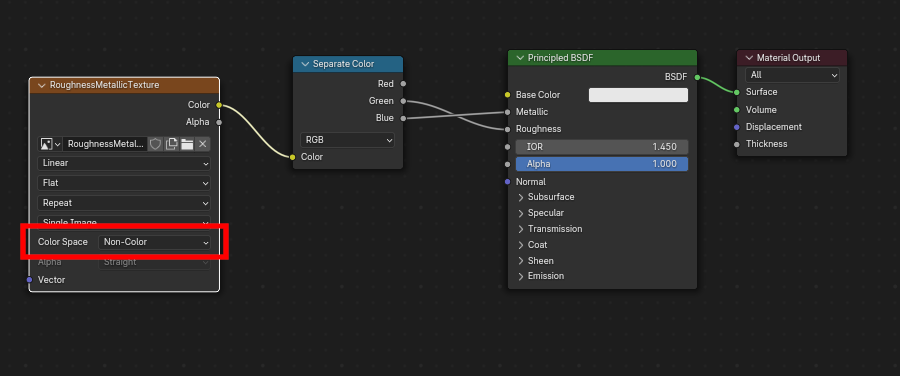 RoughnessMetallicTexture
Color
Alpha
RoughnessMetal...
Linear
Flat
Repeat
Single Image
Color Space Non-Color
Alpha Straight
Vector
Separate Color
Red
Green
Blue
RGB
Color
Principled BSDF
BSDF
Base Color
Metallic
Roughness
IOR 1.450
Alpha 1.000
Normal
Subsurface
Specular
Transmission
Coat
Sheen
Emission
Material Output
All
Surface
Volume
Displacement
Thickness